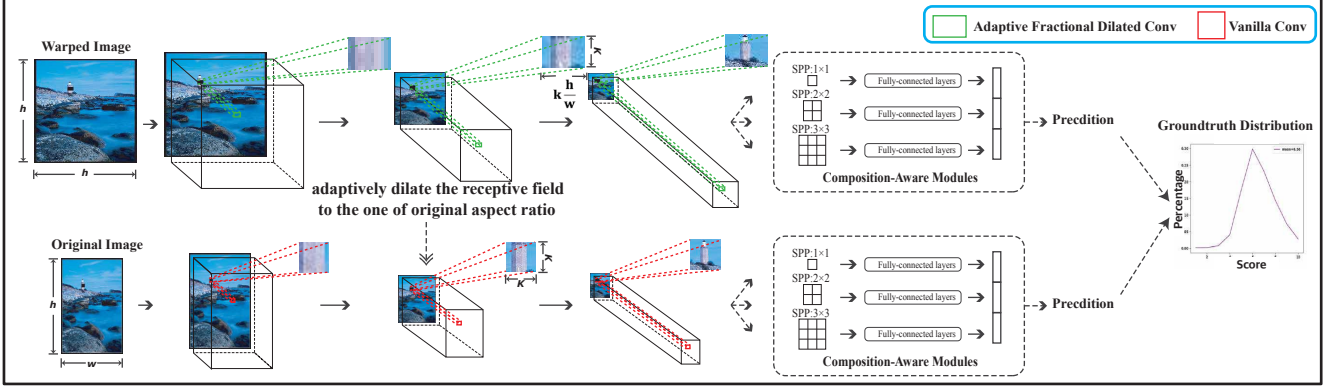 Adaptive Fractional Dilated Conv
Vanilla Conv
Warped Image
h
h
K
k h/w
SPP:1×1
Fully-connected layers
SPP:2×2
Fully-connected layers
SPP:3×3
Fully-connected layers
Composition-Aware Modules
Precdition
adaptively dilate the receptive field
to the one of original aspect ratio
Original Image
h
w
K
K
SPP:1×1
Fully-connected layers
SPP:2×2
Fully-connected layers
SPP:3×3
Fully-connected layers
Composition-Aware Modules
Precdition
Groundtruth Distribution
Percentage
Score